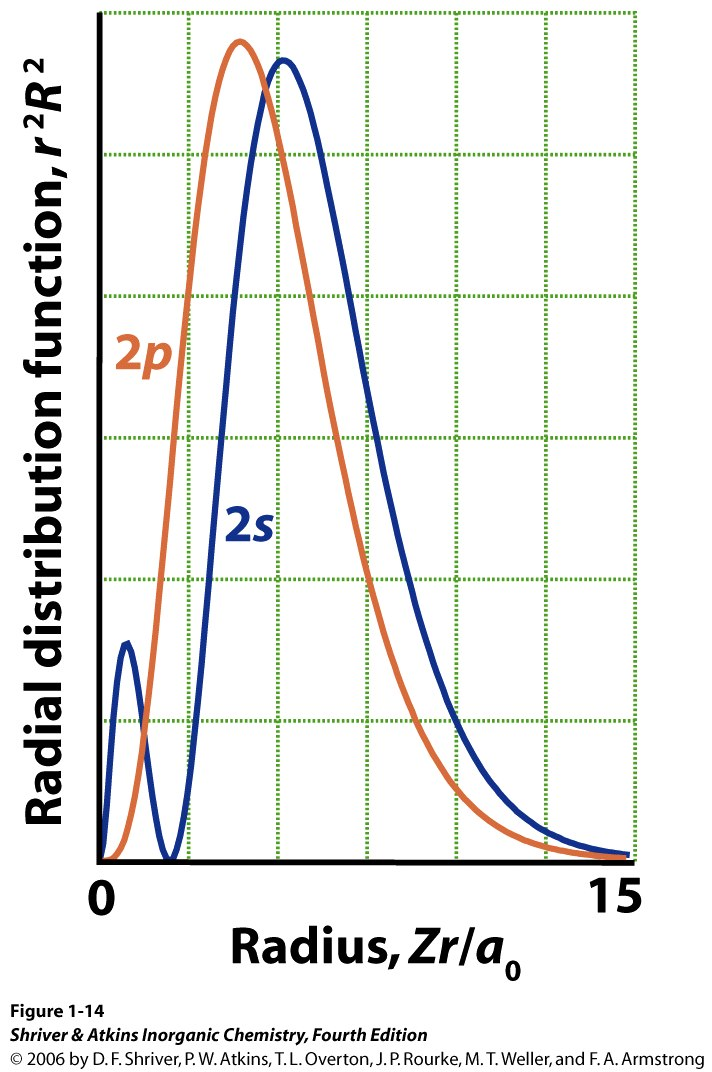 Radial distribution function, r²R²
2p
2s
0
15
Radius, Zr/a₀
Figure 1-14
Shriver & Atkins Inorganic Chemistry, Fourth Edition
© 2006 by D. F. Shriver, P. W. Atkins, T. L. Overton, J. P. Rourke, M. T. Weller, and F. A. Armstrong